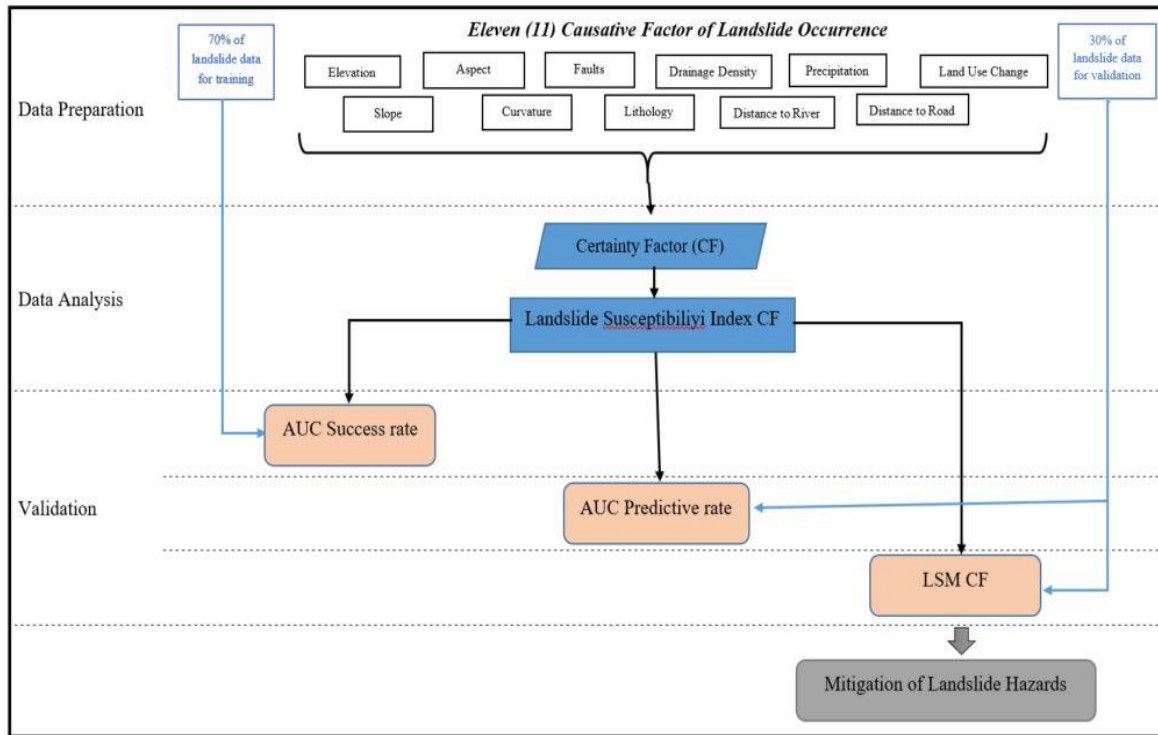 Eleven (11) Causative Factor of Landslide Occurrence
70% of
landslide data
for training
30% of
landslide data
for validation
Elevation
Aspect
Faults
Drainage Density
Precipitation
Land Use Change
Data Preparation
Slope
Curvature
Lithology
Distance to River
Distance to Road
Certainty Factor (CF)
Data Analysis
Landslide Susceptibiliyi Index CF
AUC Success rate
Validation
AUC Predictive rate
LSM CF
Mitigation of Landslide Hazards